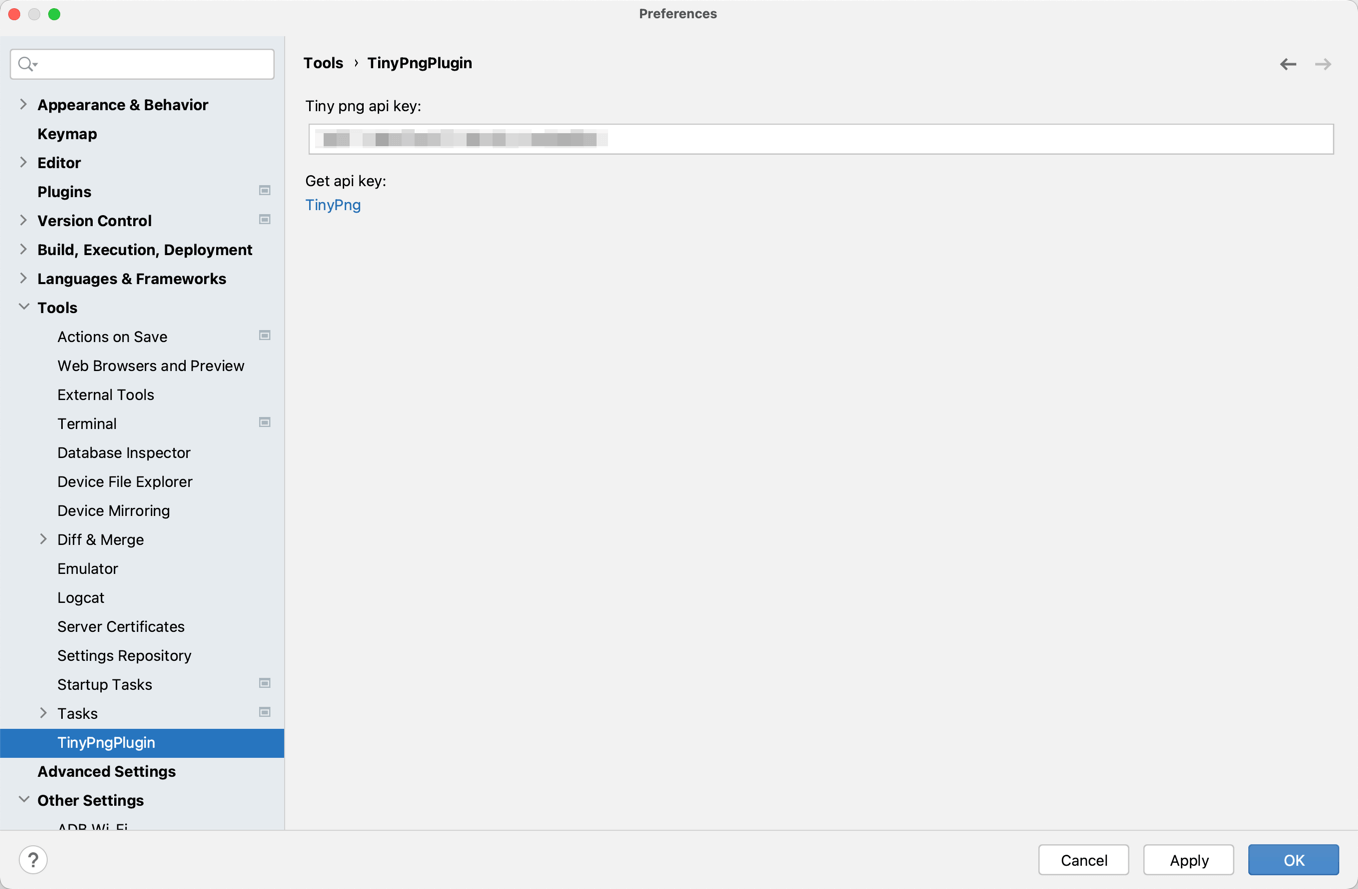 Preferences
Appearance & Behavior
Keymap
Editor
Plugins
Version Control
Build, Execution, Deployment
Languages & Frameworks
Tools
Actions on Save
Web Browsers and Preview
External Tools
Terminal
Database Inspector
Device File Explorer
Device Mirroring
Diff & Merge
Emulator
Logcat
Server Certificates
Settings Repository
Startup Tasks
Tasks
TinyPngPlugin
Advanced Settings
Other Settings
ADB Wi-Fi
Tools › TinyPngPlugin
Tiny png api key:
Get api key:
TinyPng
?
Cancel
Apply
OK